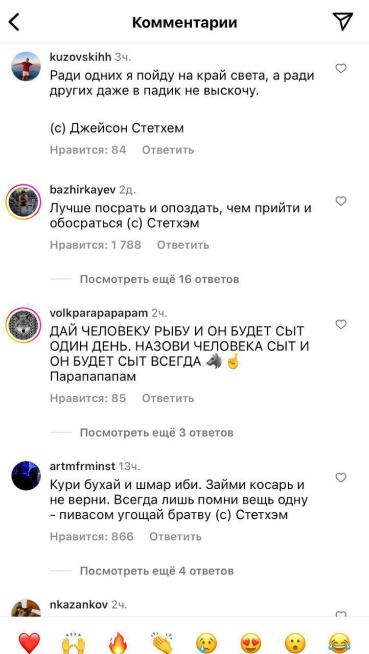 Комментарии
kuzovskihh 3ч.
Ради одних я пойду на край света, а ради
других даже в падик не выскочу.
(с) Джейсон Стетхем
Нравится: 84 Ответить
bazhirkayev 2д.
Лучше посрать и опоздать, чем прийти и
обосраться (с) Стетхэм
Нравится: 1 788 Ответить
Посмотреть ещё 16 ответов
volkparapapapam 2ч.
ДАЙ ЧЕЛОВЕКУ РЫБУ И ОН БУДЕТ СЫТ
ОДИН ДЕНЬ. НАЗОВИ ЧЕЛОВЕКА СЫТ И
ОН БУДЕТ СЫТ ВСЕГДА 🐺☝️
Парапапапам
Нравится: 85 Ответить
Посмотреть ещё 3 ответов
artmfrminst 13ч.
Кури бухай и шмар иби. Займи косарь и
не верни. Всегда лишь помни вещь одну
- пивасом угощай братву (с) Стетхэм
Нравится: 866 Ответить
Посмотреть ещё 4 ответов
nkazankov 2ч.